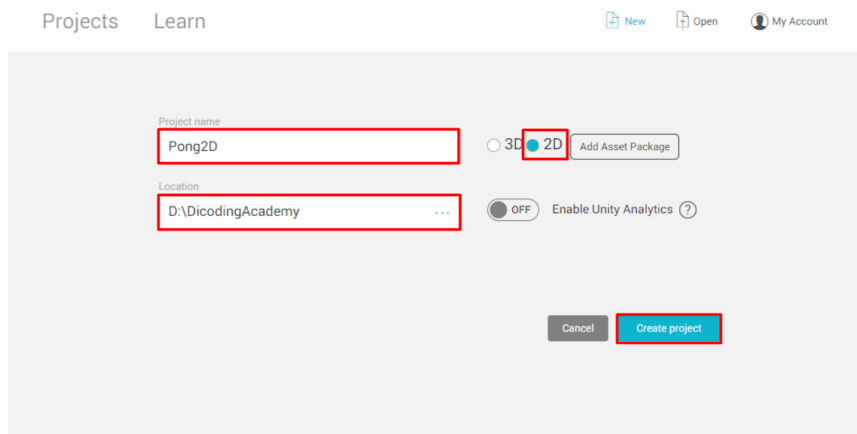 Projects Learn New Open My Account
Project name
Pong2D 3D 2D Add Asset Package
Location
D:\DicodingAcademy ... OFF Enable Unity Analytics ?
Cancel Create project